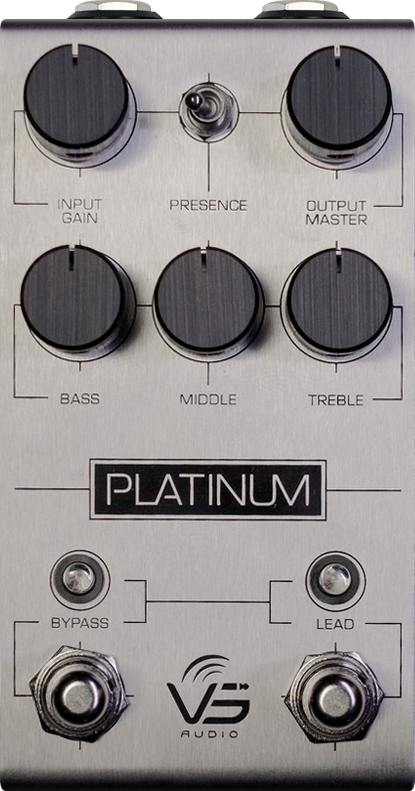 INPUT
GAIN
PRESENCE
OUTPUT
MASTER
BASS
MIDDLE
TREBLE
PLATINUM
BYPASS
LEAD
VS
AUDIO